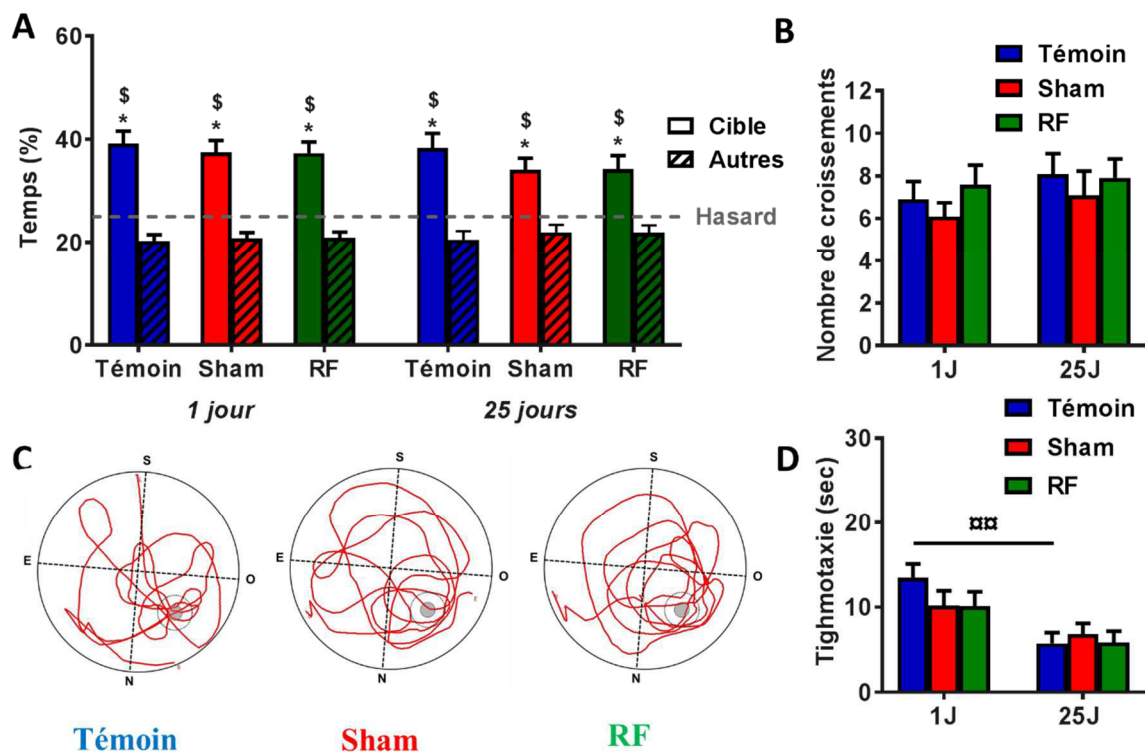 A
Temps (%)
60
40
20
0
$ $ $ $ $ $
* * * * * *
Cible
Autres
Hasard
Témoin Sham RF Témoin Sham RF
1 jour 25 jours
B
Nombre de croissements
Témoin
Sham
RF
14
12
10
8
6
4
2
0
1J 25J
C
S
E
O
N
S
E
O
N
S
E
O
N
Témoin Sham RF
D
Tighmotaxie (sec)
Témoin
Sham
RF
30
20
10
0
¤¤
1J 25J